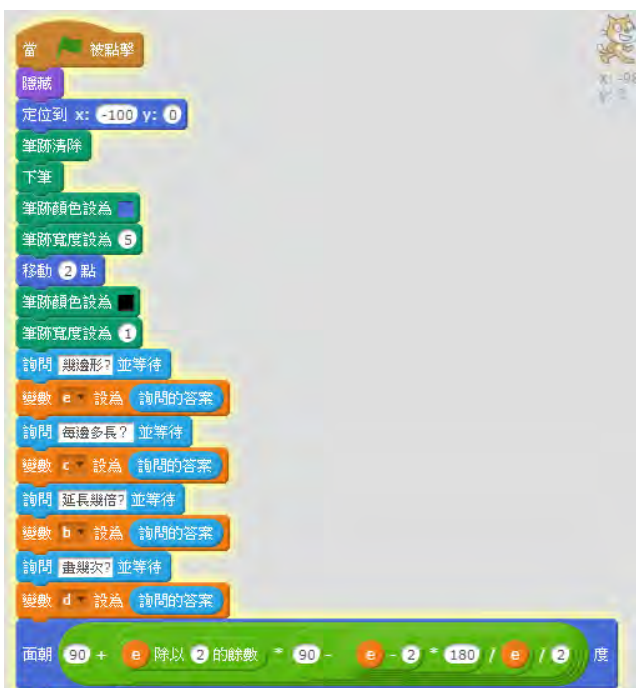 當 被點擊
隱藏
定位到 x: -100 y: 0
筆跡清除
下筆
筆跡顏色設為
筆跡寬度設為 5
移動 2 點
筆跡顏色設為
筆跡寬度設為 1
詢問 幾邊形? 並等待
變數 e 設為 詢問的答案
詢問 每邊多長? 並等待
變數 c 設為 詢問的答案
詢問 延長幾倍? 並等待
變數 b 設為 詢問的答案
詢問 畫幾次? 並等待
變數 d 設為 詢問的答案
面朝 90 + e 除以 2 的餘數 * 90 - e - 2 * 180 / e / 2 度